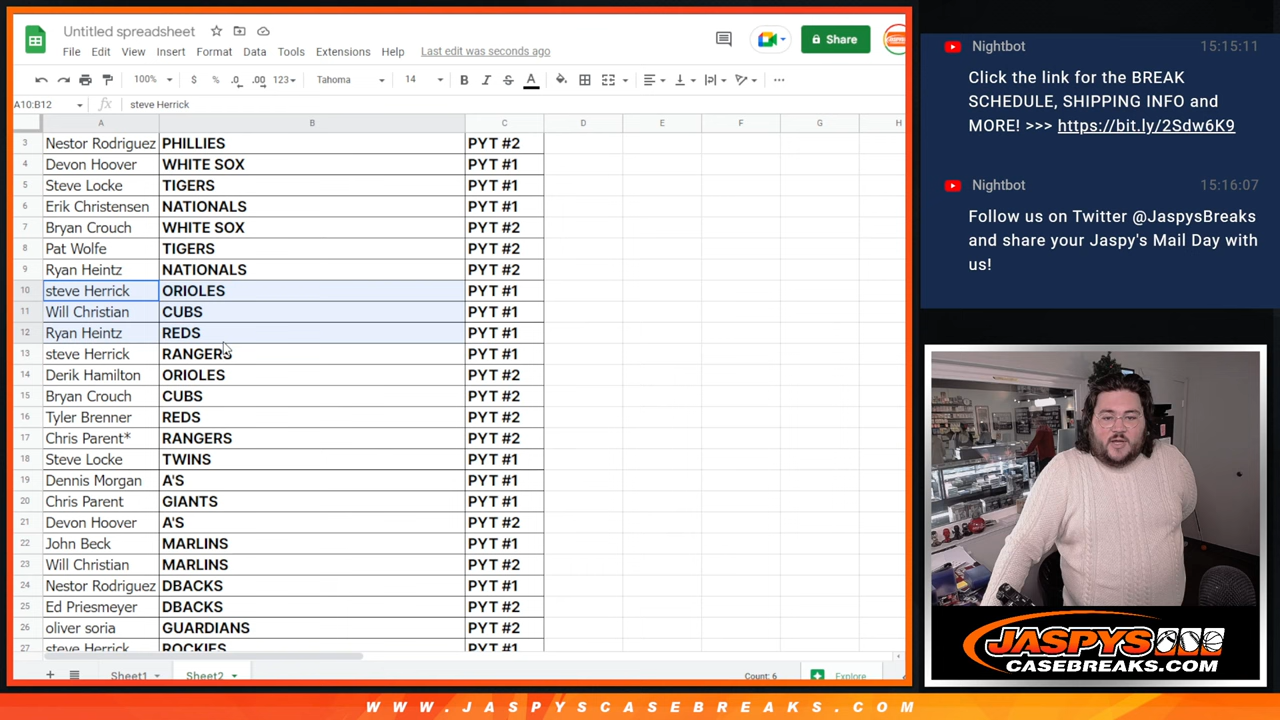 Untitled spreadsheet
File Edit View Insert Format Data Tools Extensions Help Last edit was seconds ago
Share
100% $ % .0 .00 123 Tahoma 14 B I S A
A10:B12 fx steve Herrick
A B C D E F G H
3 Nestor Rodriguez PHILLIES PYT #2
4 Devon Hoover WHITE SOX PYT #1
5 Steve Locke TIGERS PYT #1
6 Erik Christensen NATIONALS PYT #1
7 Bryan Crouch WHITE SOX PYT #2
8 Pat Wolfe TIGERS PYT #2
9 Ryan Heintz NATIONALS PYT #2
10 steve Herrick ORIOLES PYT #1
11 Will Christian CUBS PYT #1
12 Ryan Heintz REDS PYT #1
13 steve Herrick RANGERS PYT #1
14 Derik Hamilton ORIOLES PYT #2
15 Bryan Crouch CUBS PYT #2
16 Tyler Brenner REDS PYT #2
17 Chris Parent* RANGERS PYT #2
18 Steve Locke TWINS PYT #1
19 Dennis Morgan A'S PYT #1
20 Chris Parent GIANTS PYT #1
21 Devon Hoover A'S PYT #2
22 John Beck MARLINS PYT #1
23 Will Christian MARLINS PYT #2
24 Nestor Rodriguez DBACKS PYT #1
25 Ed Priesmeyer DBACKS PYT #2
26 oliver soria GUARDIANS PYT #2
27 steve Herrick ROCKIES PYT #1
Sheet1 Sheet2 Count: 6 Explore
Nightbot 15:15:11
Click the link for the BREAK
SCHEDULE, SHIPPING INFO and
MORE! >>> https://bit.ly/2Sdw6K9
Nightbot 15:16:07
Follow us on Twitter @JaspysBreaks
and share your Jaspy's Mail Day with
us!
JASPYS
CASEBREAKS.COM
WWW.JASPYSCASEBREAKS.COM